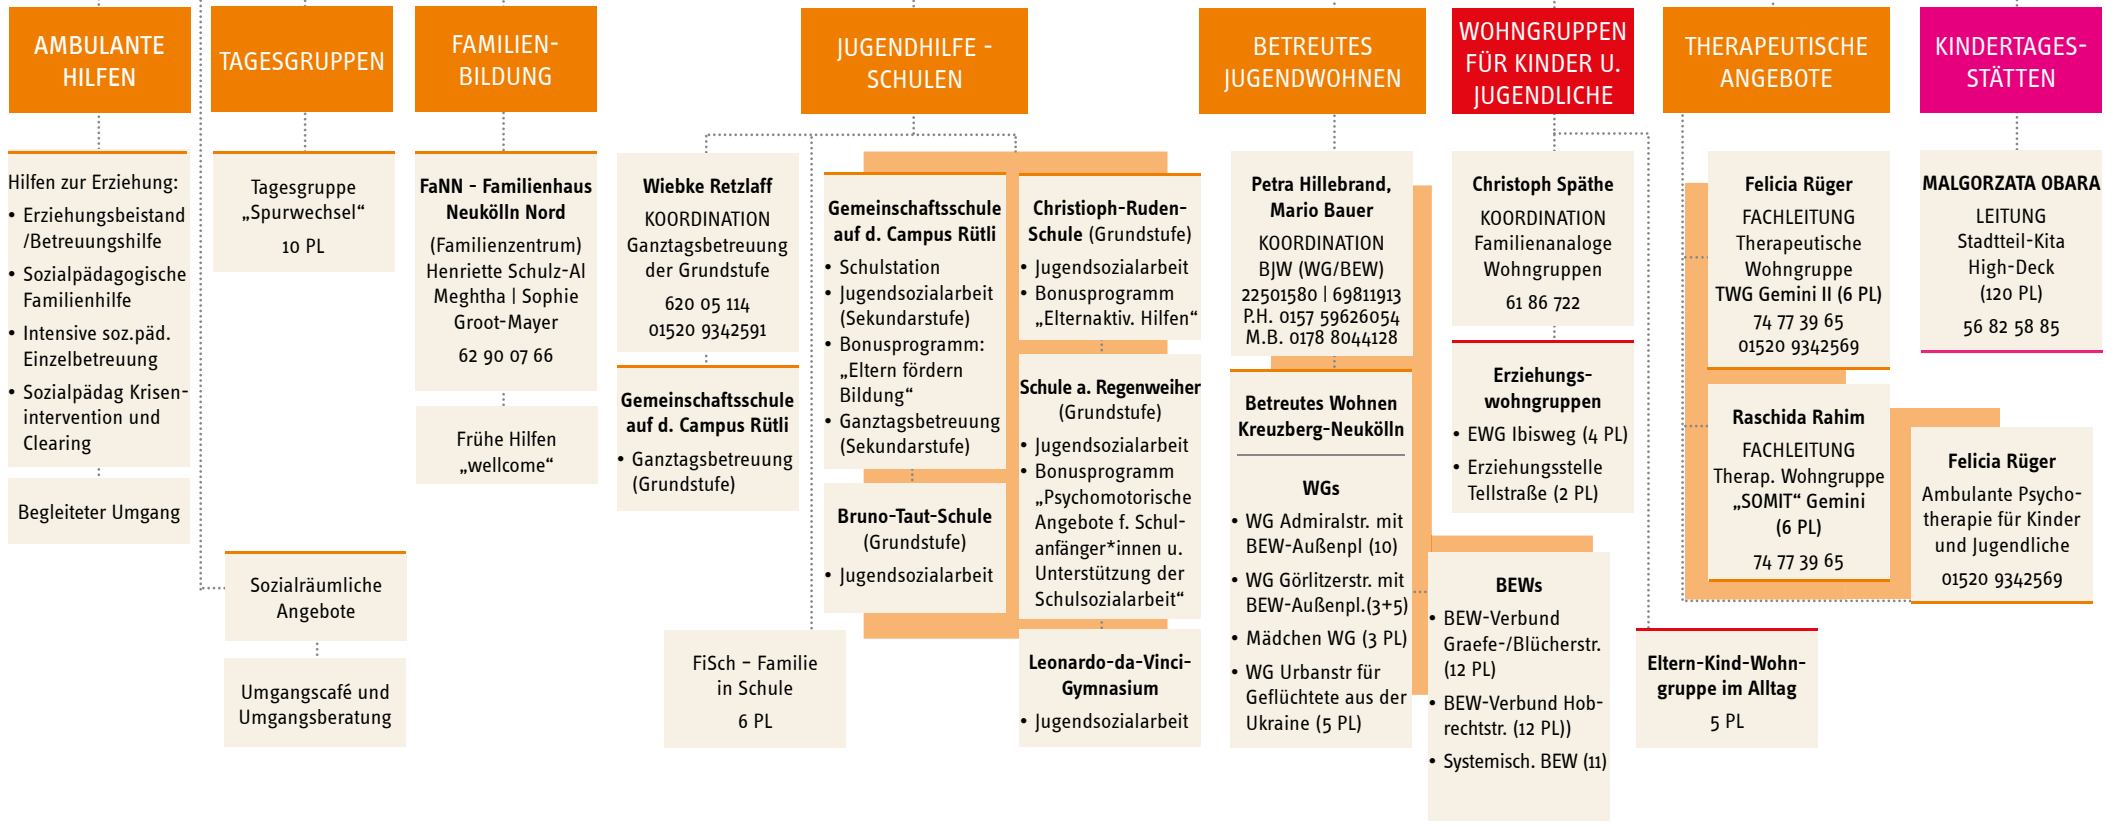 AMBULANTE
HILFEN
Hilfen zur Erziehung:
• Erziehungsbeistand
/Betreuungshilfe
• Sozialpädagogische
Familienhilfe
• Intensive soz.päd.
Einzelbetreuung
• Sozialpädag Krisen-
intervention und
Clearing
Begleiteter Umgang
TAGESGRUPPEN
Tagesgruppe
„Spurwechsel“
10 PL
Sozialräumliche
Angebote
Umgangscafé und
Umgangsberatung
FAMILIEN-
BILDUNG
FaNN - Familienhaus
Neukölln Nord
(Familienzentrum)
Henriette Schulz-Al
Meghtha | Sophie
Groot-Mayer
62 90 07 66
Frühe Hilfen
„wellcome“
JUGENDHILFE -
SCHULEN
Wiebke Retzlaff
KOORDINATION
Ganztagsbetreuung
der Grundstufe
620 05 114
01520 9342591
Gemeinschaftsschule
auf d. Campus Rütli
• Ganztagsbetreuung
(Grundstufe)
FiSch – Familie
in Schule
6 PL
Gemeinschaftsschule
auf d. Campus Rütli
• Schulstation
• Jugendsozialarbeit
(Sekundarstufe)
• Bonusprogramm:
„Eltern fördern
Bildung“
• Ganztagsbetreuung
(Sekundarstufe)
Bruno-Taut-Schule
(Grundstufe)
• Jugendsozialarbeit
Christioph-Ruden-
Schule (Grundstufe)
• Jugendsozialarbeit
• Bonusprogramm
„Elternaktiv. Hilfen“
Schule a. Regenweiher
(Grundstufe)
• Jugendsozialarbeit
• Bonusprogramm
„Psychomotorische
Angebote f. Schul-
anfänger*innen u.
Unterstützung der
Schulsozialarbeit“
Leonardo-da-Vinci-
Gymnasium
• Jugendsozialarbeit
BETREUTES
JUGENDWOHNEN
Petra Hillebrand,
Mario Bauer
KOORDINATION
BJW (WG/BEW)
22501580 | 69811913
P.H. 0157 59626054
M.B. 0178 8044128
Betreutes Wohnen
Kreuzberg-Neukölln
WGs
• WG Admiralstr. mit
BEW-Außenpl (10)
• WG Görlitzerstr. mit
BEW-Außenpl.(3+5)
• Mädchen WG (3 PL)
• WG Urbanstr für
Geflüchtete aus der
Ukraine (5 PL)
BEWs
• BEW-Verbund
Graefe-/Blücherstr.
(12 PL)
• BEW-Verbund Hob-
rechtstr. (12 PL))
• Systemisch. BEW (11)
WOHNGRUPPEN
FÜR KINDER U.
JUGENDLICHE
Christoph Späthe
KOORDINATION
Familienanaloge
Wohngruppen
61 86 722
Erziehungs-
wohngruppen
• EWG Ibisweg (4 PL)
• Erziehungsstelle
Tellstraße (2 PL)
Eltern-Kind-Wohn-
gruppe im Alltag
5 PL
THERAPEUTISCHE
ANGEBOTE
Felicia Rüger
FACHLEITUNG
Therapeutische
Wohngruppe
TWG Gemini II (6 PL)
74 77 39 65
01520 9342569
Raschida Rahim
FACHLEITUNG
Therap. Wohngruppe
„SOMIT“ Gemini
(6 PL)
74 77 39 65
Felicia Rüger
Ambulante Psycho-
therapie für Kinder
und Jugendliche
01520 9342569
KINDERTAGES-
STÄTTEN
MALGORZATA OBARA
LEITUNG
Stadtteil-Kita
High-Deck
(120 PL)
56 82 58 85